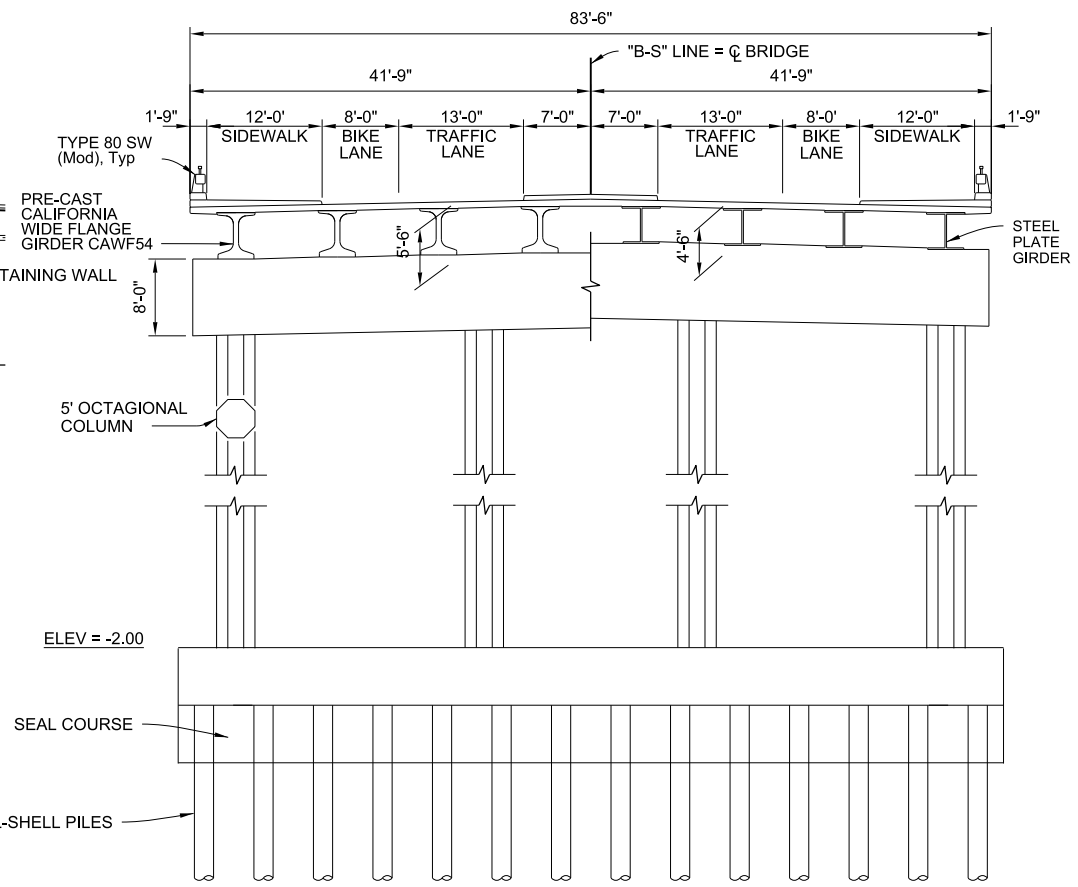 83'-6"
"B-S" LINE = ℄ BRIDGE
41'-9"
41'-9"
1'-9"
12'-0'
8'-0"
13'-0"
7'-0"
7'-0"
13'-0"
8'-0"
12'-0"
1'-9"
SIDEWALK
BIKE
LANE
TRAFFIC
LANE
TRAFFIC
LANE
BIKE
LANE
SIDEWALK
TYPE 80 SW
(Mod), Typ
PRE-CAST
CALIFORNIA
WIDE FLANGE
GIRDER CAWF54
5'-6"
4'-6"
STEEL
PLATE
GIRDER
TAINING WALL
8'-0"
5' OCTAGIONAL
COLUMN
ELEV = -2.00
SEAL COURSE
-SHELL PILES